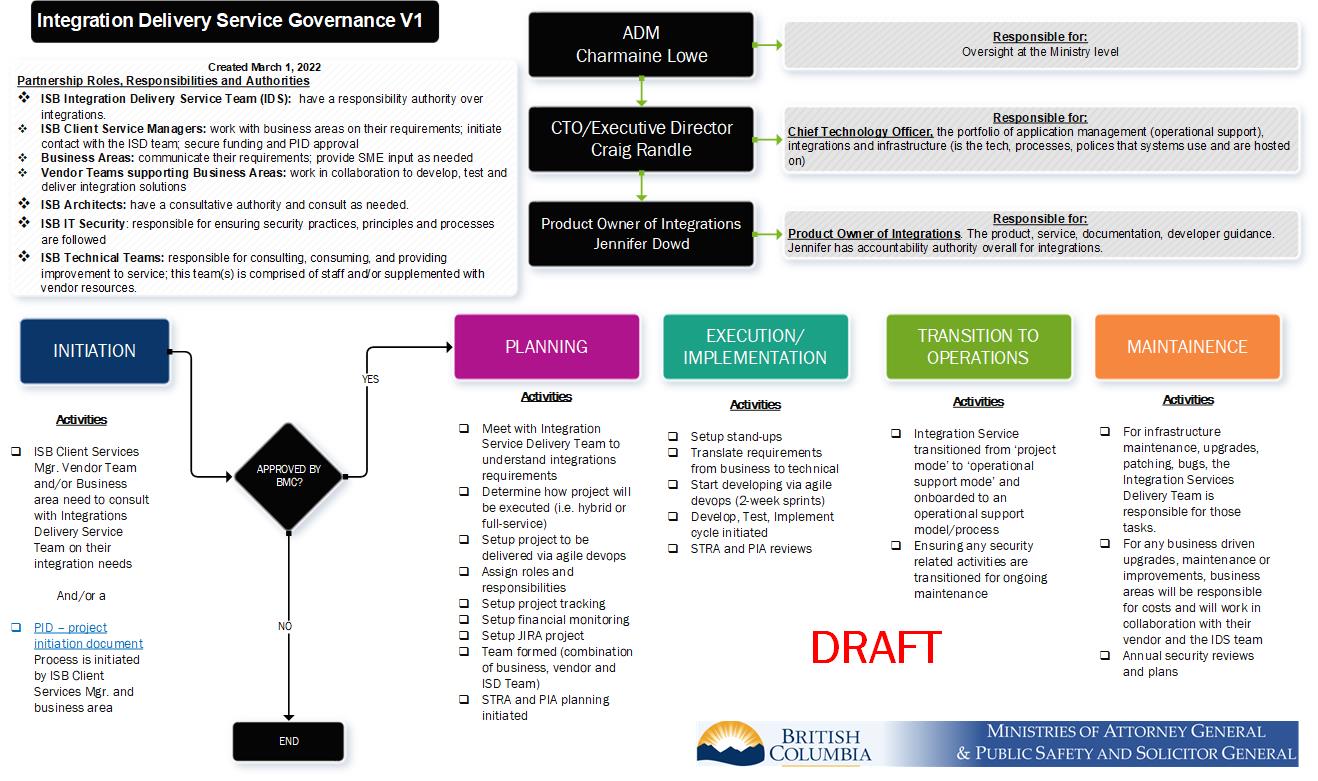 Integration Delivery Service Governance V1
Created March 1, 2022
Partnership Roles, Responsibilities and Authorities
❖ ISB Integration Delivery Service Team (IDS): have a responsibility authority over
integrations.
❖ ISB Client Service Managers: work with business areas on their requirements; initiate
contact with the ISD team; secure funding and PID approval
❖ Business Areas: communicate their requirements; provide SME input as needed
❖ Vendor Teams supporting Business Areas: work in collaboration to develop, test and
deliver integration solutions
❖ ISB Architects: have a consultative authority and consult as needed.
❖ ISB IT Security: responsible for ensuring security practices, principles and processes
are followed
❖ ISB Technical Teams: responsible for consulting, consuming, and providing
improvement to service; this team(s) is comprised of staff and/or supplemented with
vendor resources.
ADM
Charmaine Lowe
Responsible for:
Oversight at the Ministry level
CTO/Executive Director
Craig Randle
Responsible for:
Chief Technology Officer, the portfolio of application management (operational support),
integrations and infrastructure (is the tech, processes, polices that systems use and are hosted
on)
Product Owner of Integrations
Jennifer Dowd
Responsible for:
Product Owner of Integrations. The product, service, documentation, developer guidance.
Jennifer has accountability authority overall for integrations.
INITIATION
Activities
❑ ISB Client Services
Mgr. Vendor Team
and/or Business
area need to consult
with Integrations
Delivery Service
Team on their
integration needs
And/or a
❑ PID – project
initiation document
Process is initiated
by ISB Client
Services Mgr. and
business area
APPROVED BY
BMC?
YES
NO
END
PLANNING
Activities
❑ Meet with Integration
Service Delivery Team to
understand integrations
requirements
❑ Determine how project will
be executed (i.e. hybrid or
full-service)
❑ Setup project to be
delivered via agile devops
❑ Assign roles and
responsibilities
❑ Setup project tracking
❑ Setup financial monitoring
❑ Setup JIRA project
❑ Team formed (combination
of business, vendor and
ISD Team)
❑ STRA and PIA planning
initiated
EXECUTION/
IMPLEMENTATION
Activities
❑ Setup stand-ups
❑ Translate requirements
from business to technical
❑ Start developing via agile
devops (2-week sprints)
❑ Develop, Test, Implement
cycle initiated
❑ STRA and PIA reviews
TRANSITION TO
OPERATIONS
Activities
❑ Integration Service
transitioned from ‘project
mode’ to ‘operational
support mode’ and
onboarded to an
operational support
model/process
❑ Ensuring any security
related activities are
transitioned for ongoing
maintenance
MAINTAINENCE
Activities
❑ For infrastructure
maintenance, upgrades,
patching, bugs, the
Integration Services
Delivery Team is
responsible for those
tasks.
❑ For any business driven
upgrades, maintenance or
improvements, business
areas will be responsible
for costs and will work in
collaboration with their
vendor and the IDS team
❑ Annual security reviews
and plans
DRAFT
BRITISH
COLUMBIA
MINISTRIES OF ATTORNEY GENERAL
& PUBLIC SAFETY AND SOLICITOR GENERAL